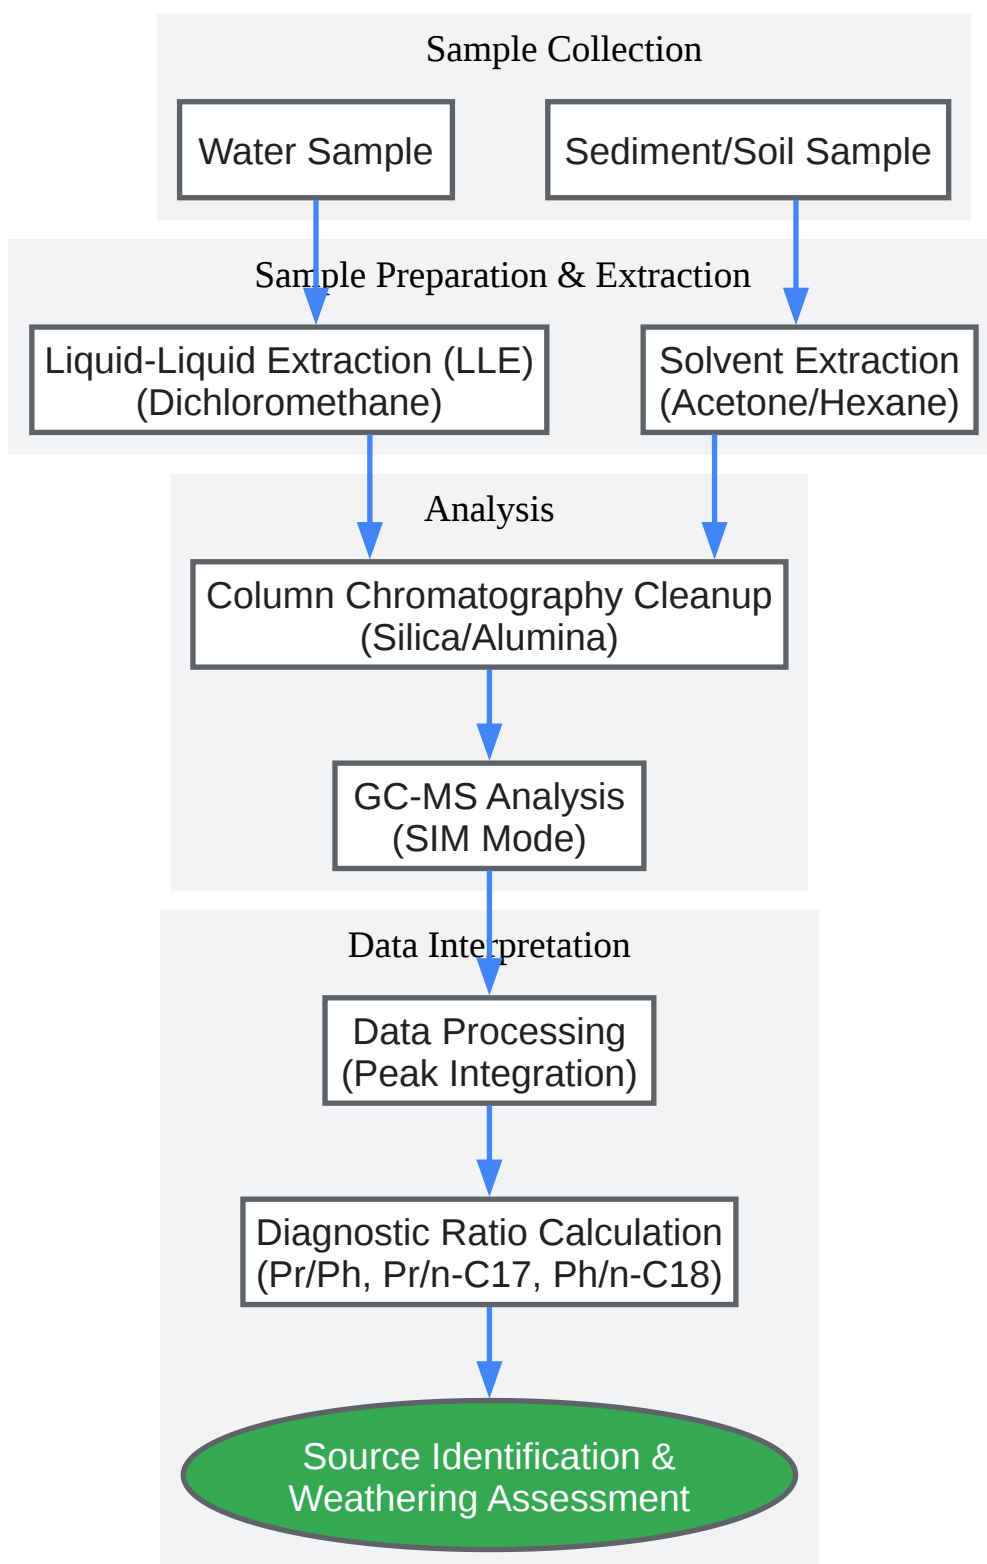 Sample Collection
Water Sample
Sediment/Soil Sample
Sample Preparation & Extraction
Liquid-Liquid Extraction (LLE)
(Dichloromethane)
Solvent Extraction
(Acetone/Hexane)
Analysis
Column Chromatography Cleanup
(Silica/Alumina)
GC-MS Analysis
(SIM Mode)
Data Interpretation
Data Processing
(Peak Integration)
Diagnostic Ratio Calculation
(Pr/Ph, Pr/n-C17, Ph/n-C18)
Source Identification &
Weathering Assessment